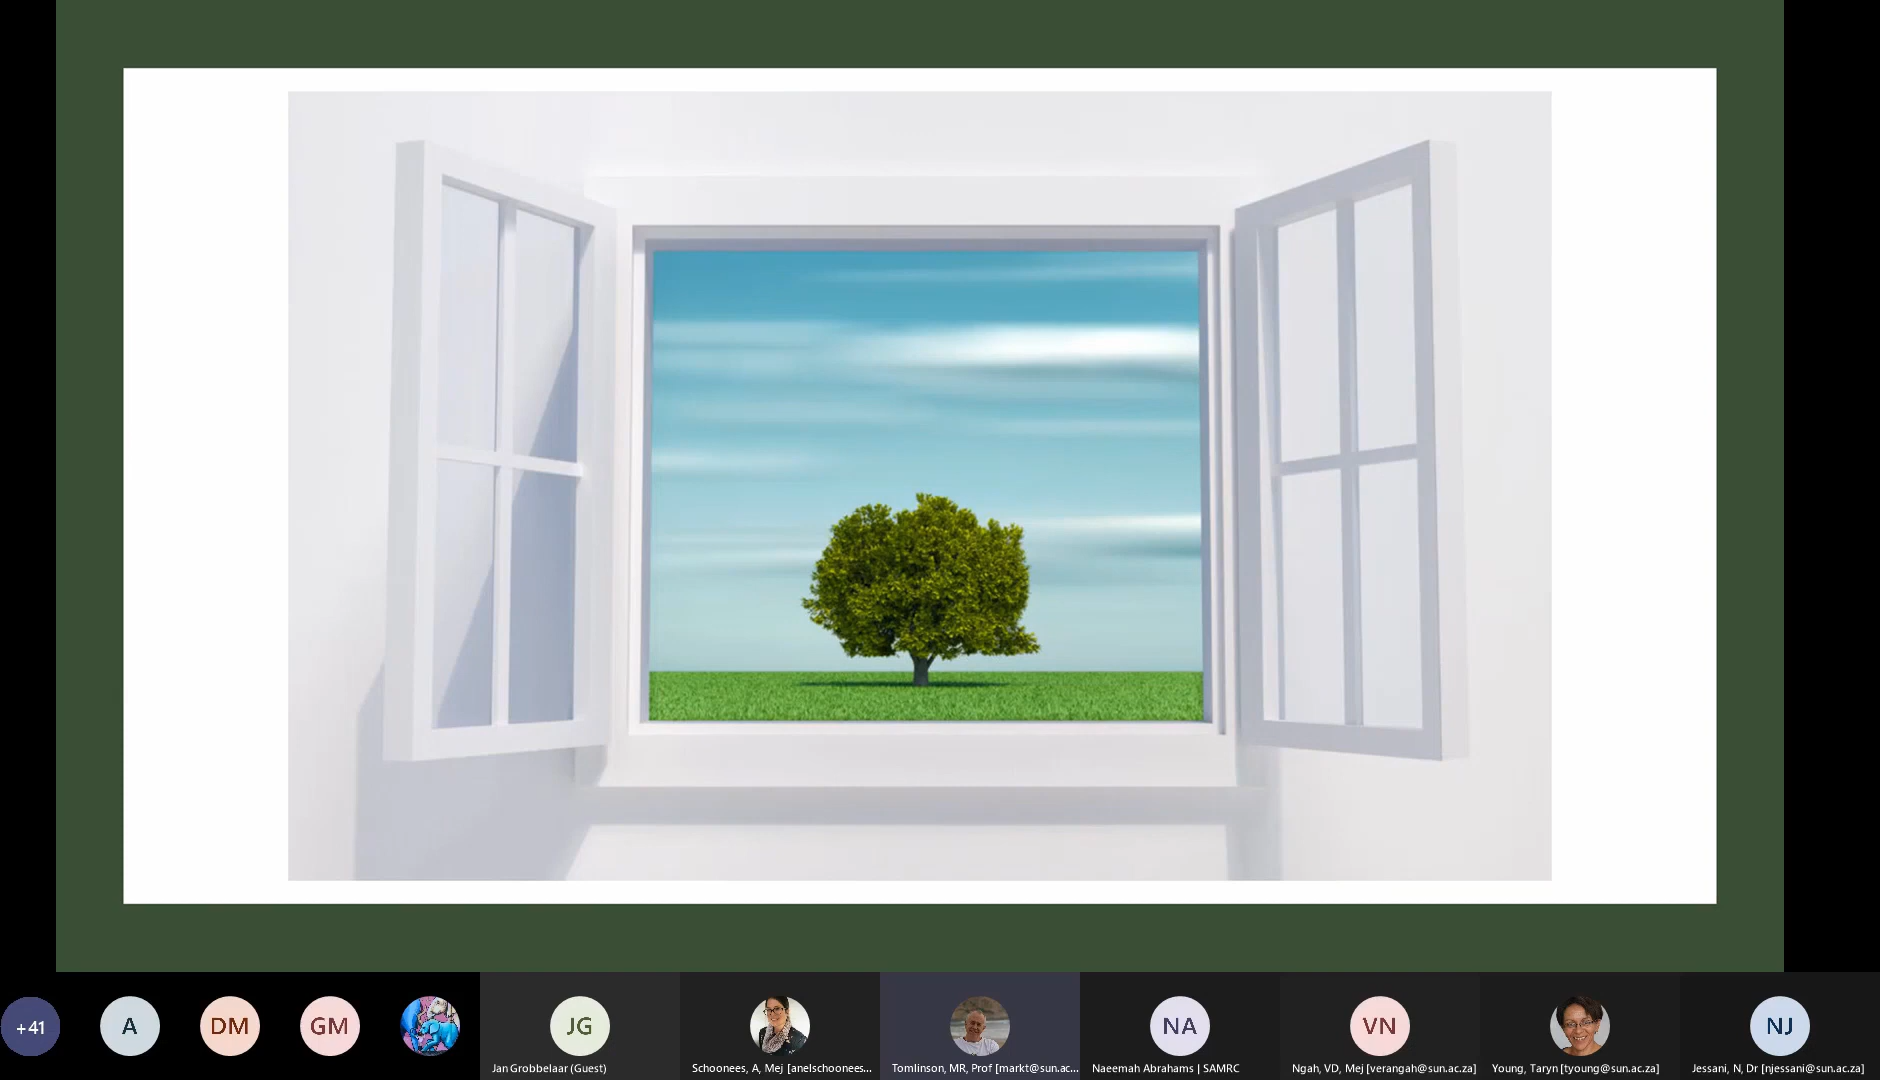 +41
A
DM
GM
JG
NA
VN
NJ
Jan Grobbelaar (Guest)
Schoonees, A, Mej [anelschoonees...
Tomlinson, MR, Prof [markt@sun.ac...
Naeemah Abrahams | SAMRC
Ngah, VD, Mej [verangah@sun.ac.za]
Young, Taryn [tyoung@sun.ac.za]
Jessani, N, Dr [njessani@sun.ac.za]